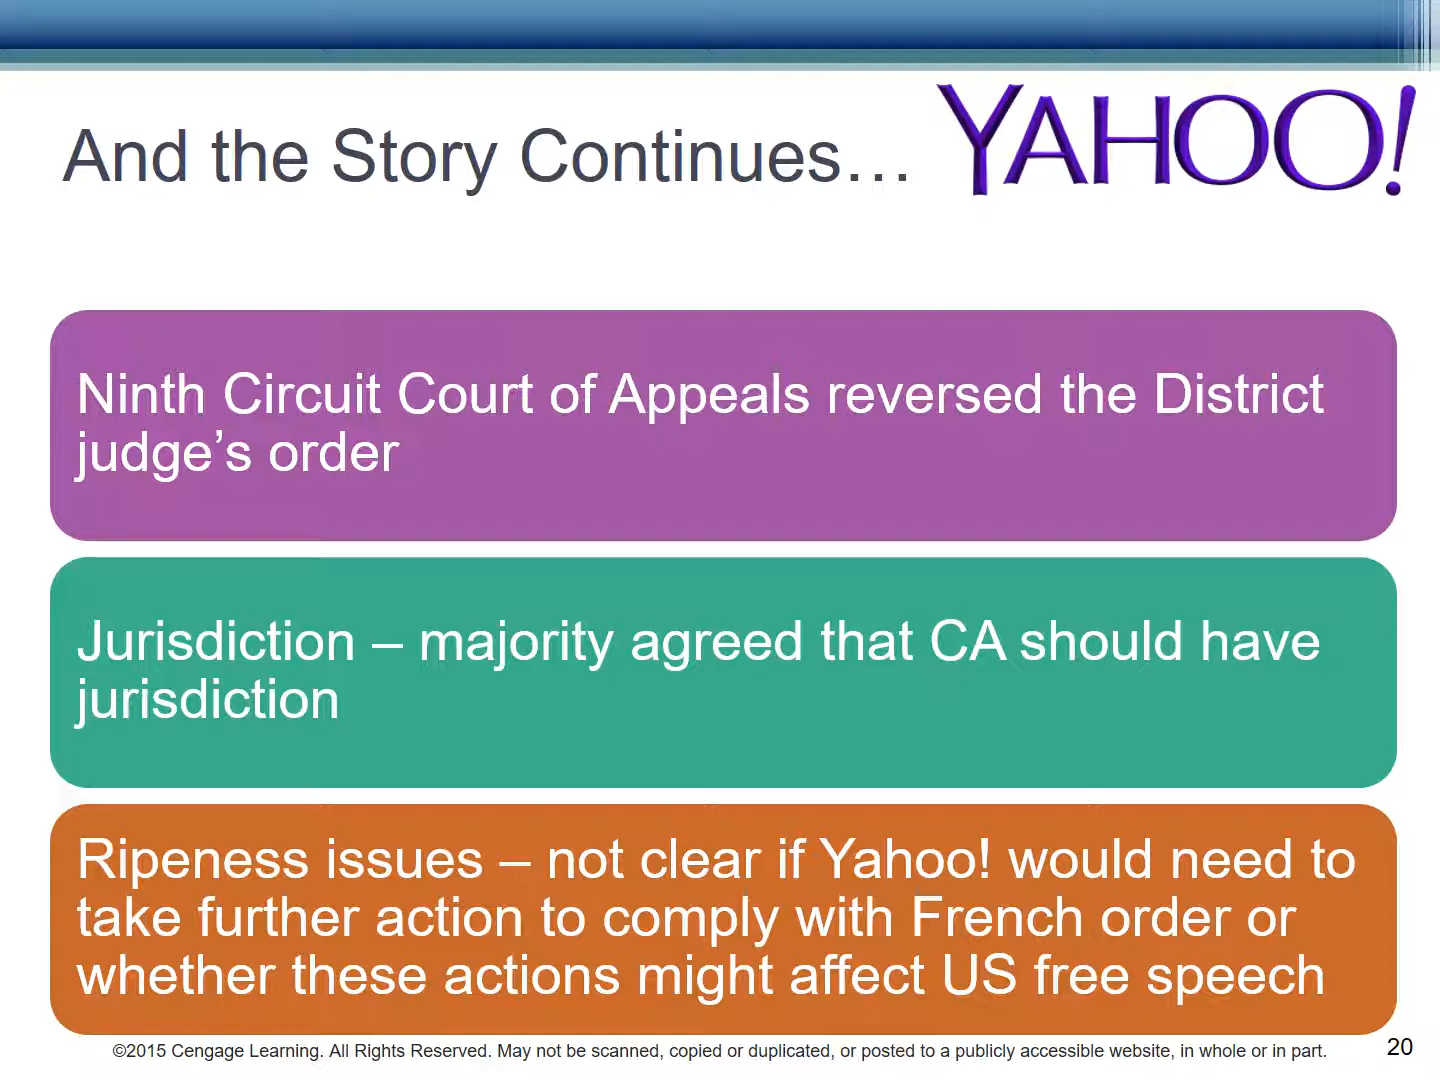 And the Story Continues…
YAHOO!
Ninth Circuit Court of Appeals reversed the District
judge’s order
Jurisdiction – majority agreed that CA should have
jurisdiction
Ripeness issues – not clear if Yahoo! would need to
take further action to comply with French order or
whether these actions might affect US free speech
©2015 Cengage Learning. All Rights Reserved. May not be scanned, copied or duplicated, or posted to a publicly accessible website, in whole or in part.
20